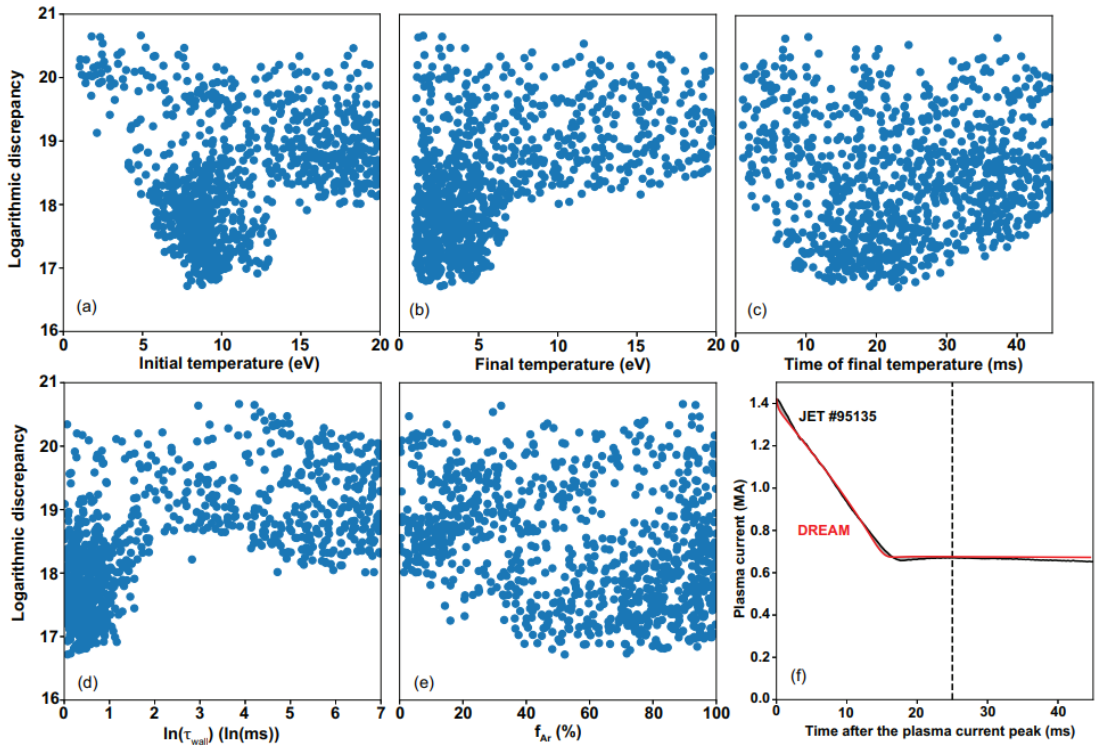 21
20
19
18
17
16
Logarithmic discrepancy
(a)
0 5 10 15 20
Initial temperature (eV)
(b)
0 5 10 15 20
Final temperature (eV)
(c)
0 10 20 30 40
Time of final temperature (ms)
21
20
19
18
17
16
Logarithmic discrepancy
(d)
0 1 2 3 4 5 6 7
ln(τwall) (ln(ms))
(e)
0 20 40 60 80 100
fAr (%)
1.4
1.2
1.0
0.8
0.6
0.4
0.2
0.0
Plasma current (MA)
JET #95135
DREAM
(f)
0 10 20 30 40
Time after the plasma current peak (ms)